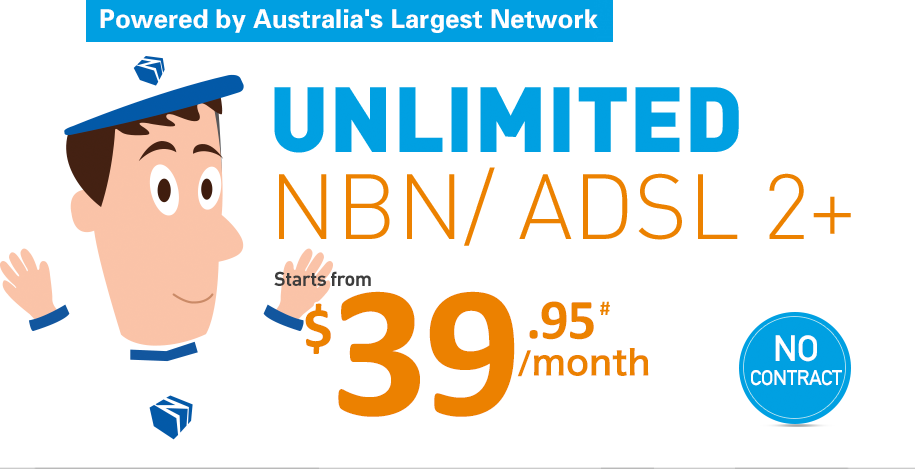 Powered by Australia's Largest Network
UNLIMITED
NBN/ ADSL 2+
Starts from
$39.95#
/month
NO
CONTRACT